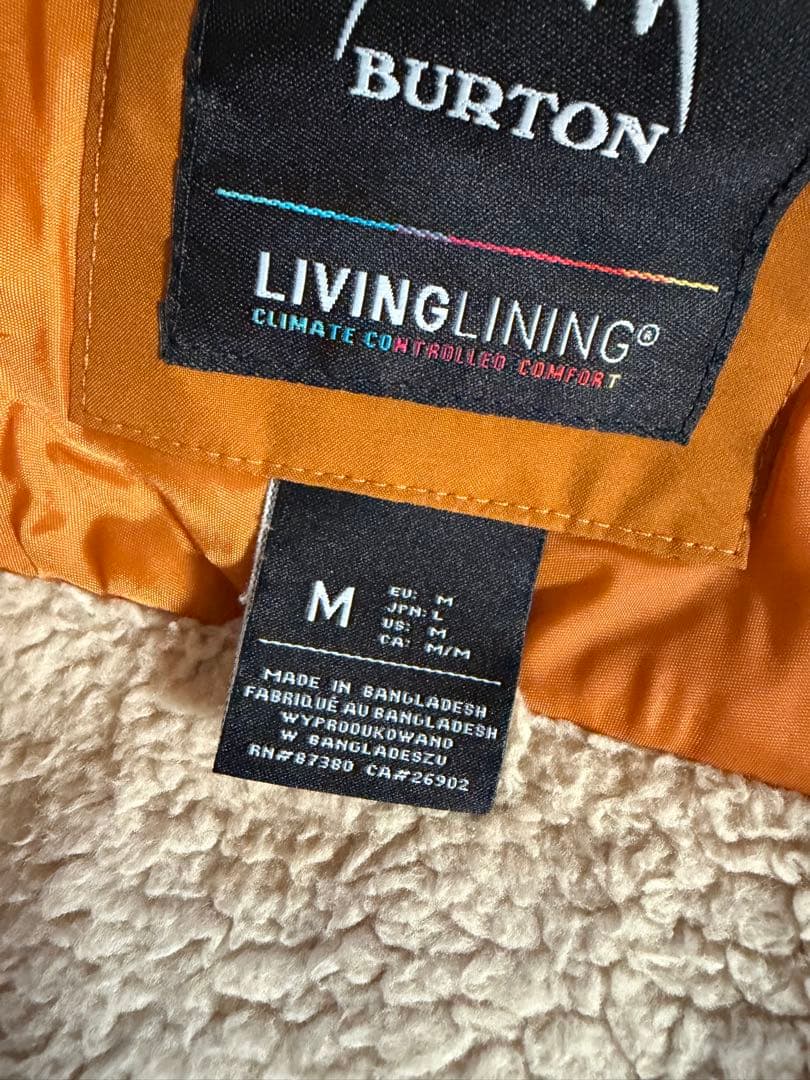 BURTON
LIVINGLINING®
CLIMATE CONTROLLED COMFORT
M
EU: M
JPN: L
US: M
CA: M/M
MADE IN BANGLADESH
FABRIQUÉ AU BANGLADESH
WYPRODUKOWANO
W BANGLADESZU
RN#87380 CA#26902